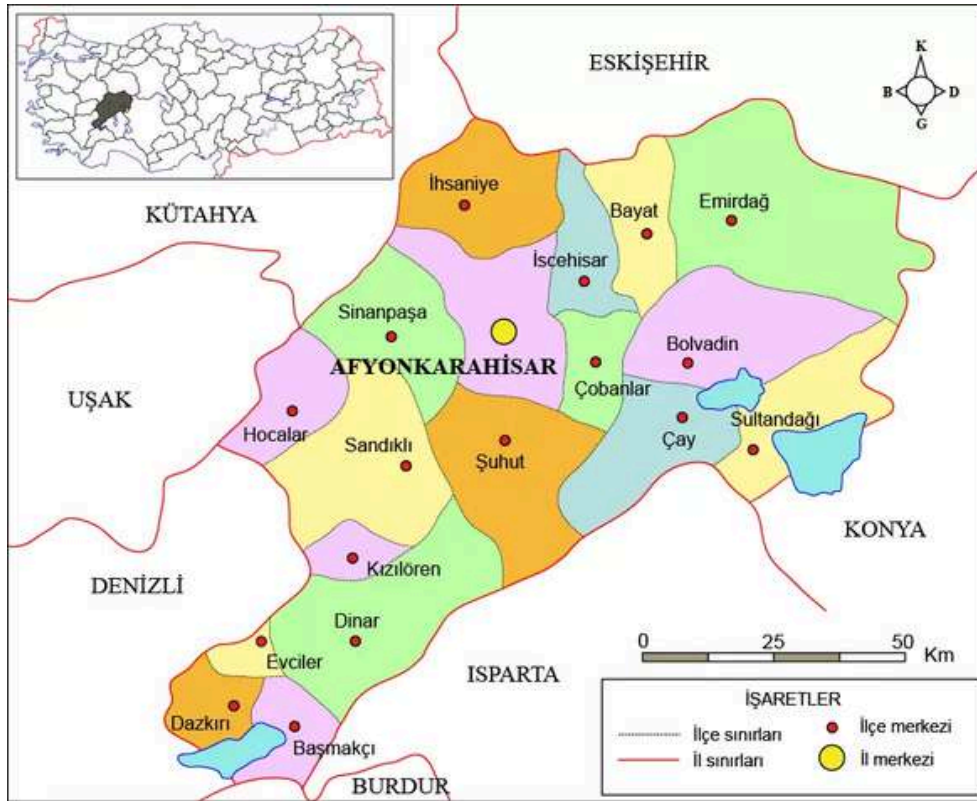 ESKİŞEHİR
K
B
D
G
İhsaniye
KÜTAHYA
Bayat
Emirdağ
İscehisar
Sinanpaşa
Bolvadin
AFYONKARAHİSAR
Çobanlar
UŞAK
Hocalar
Sultandağı
Çay
Sandıklı
Şuhut
KONYA
Kızılören
DENİZLİ
Dinar
0
25
50
Km
Evciler
ISPARTA
İŞARETLER
İlçe sınırları
İlçe merkezi
İl sınırları
İl merkezi
Dazkırı
Başmakçı
BURDUR